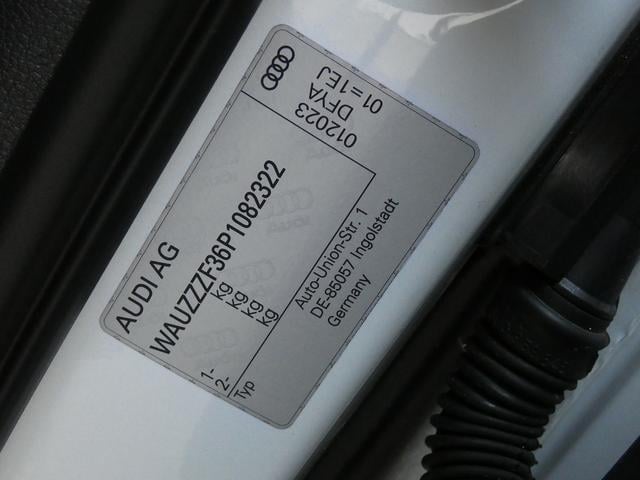 AUDI AG
WAUZZZF36P1082322
kg
kg
1- kg
2- kg
Typ
Auto-Union-Str. 1
DE-85057 Ingolstadt
Germany
012023
DFYA
01=1EJ